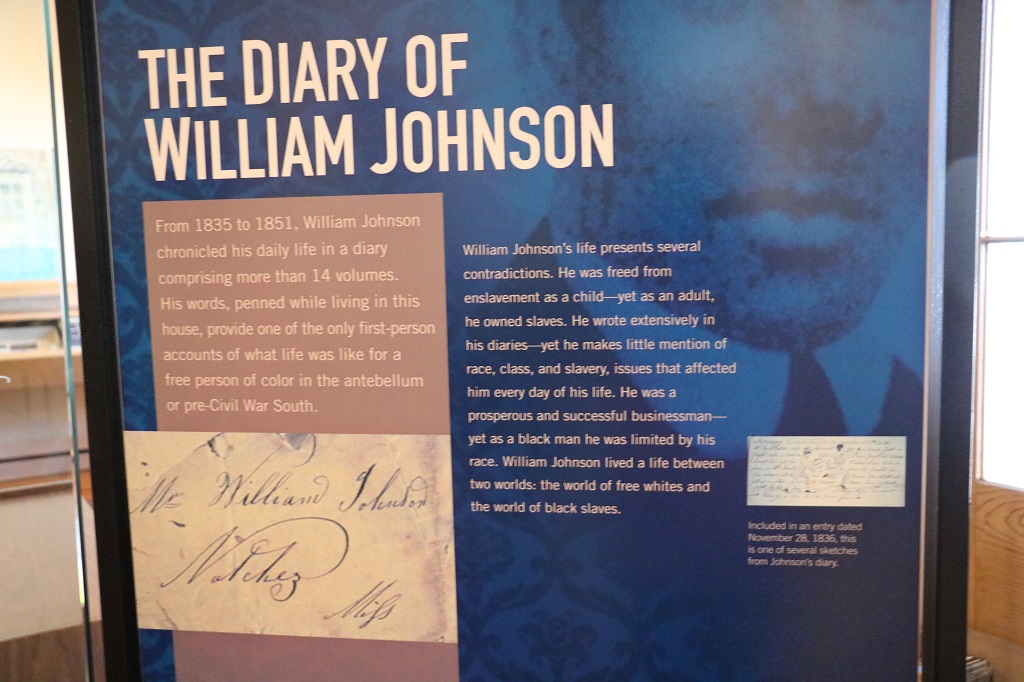 THE DIARY OF
WILLIAM JOHNSON
From 1835 to 1851, William Johnson
chronicled his daily life in a diary
comprising more than 14 volumes.
His words, penned while living in this
house, provide one of the only first-person
accounts of what life was like for a
free person of color in the antebellum
or pre-Civil War South.
Mr William Johnson
Natchez
Miss
William Johnson's life presents several
contradictions. He was freed from
enslavement as a child—yet as an adult,
he owned slaves. He wrote extensively in
his diaries—yet he makes little mention of
race, class, and slavery, issues that affected
him every day of his life. He was a
prosperous and successful businessman—
yet as a black man he was limited by his
race. William Johnson lived a life between
two worlds: the world of free whites and
the world of black slaves.
Included in an entry dated
November 28, 1836, this
is one of several sketches
from Johnson's diary.